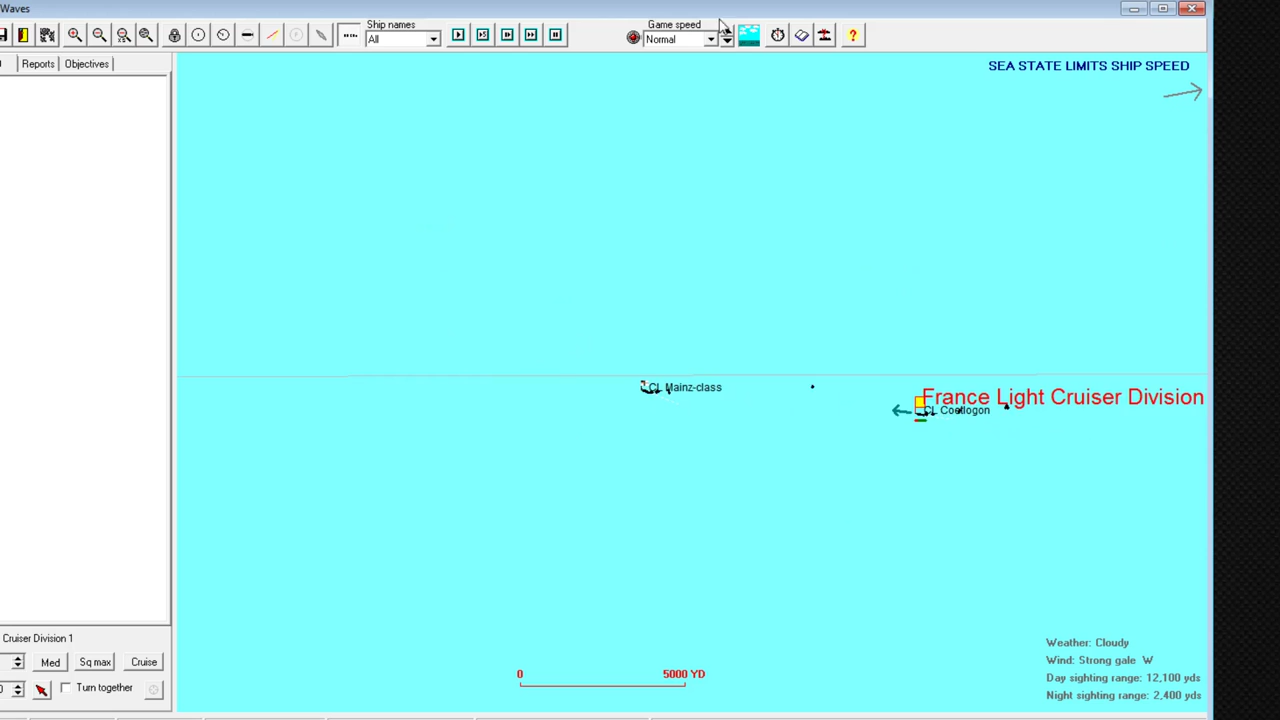 Waves
Ship names
All
Game speed
Normal
?
Reports
Objectives
SEA STATE LIMITS SHIP SPEED
CL Mainz-class
France Light Cruiser Division
CL Coetlogon
Cruiser Division 1
Med
Sq max
Cruise
Turn together
0
5000 YD
Weather: Cloudy
Wind: Strong gale W
Day sighting range: 12,100 yds
Night sighting range: 2,400 yds